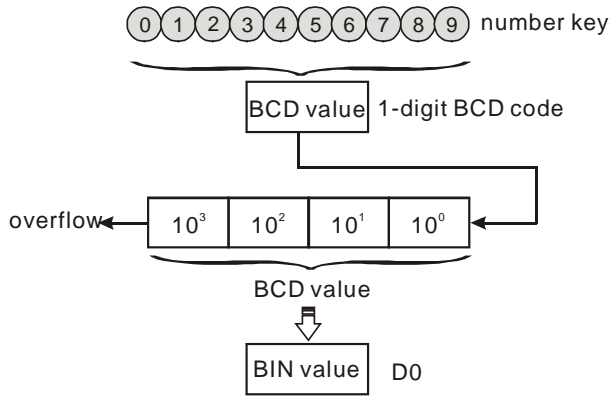 0 1 2 3 4 5 6 7 8 9 number key
BCD value 1-digit BCD code
overflow 10³ 10² 10¹ 10⁰
BCD value
BIN value D0